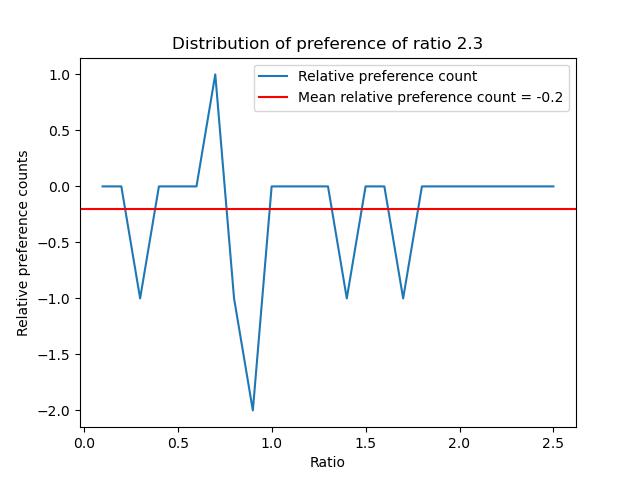 Distribution of preference of ratio 2.3
Relative preference count
Mean relative preference count = -0.2
Relative preference counts
1.0
0.5
0.0
−0.5
−1.0
−1.5
−2.0
0.0 0.5 1.0 1.5 2.0 2.5
Ratio